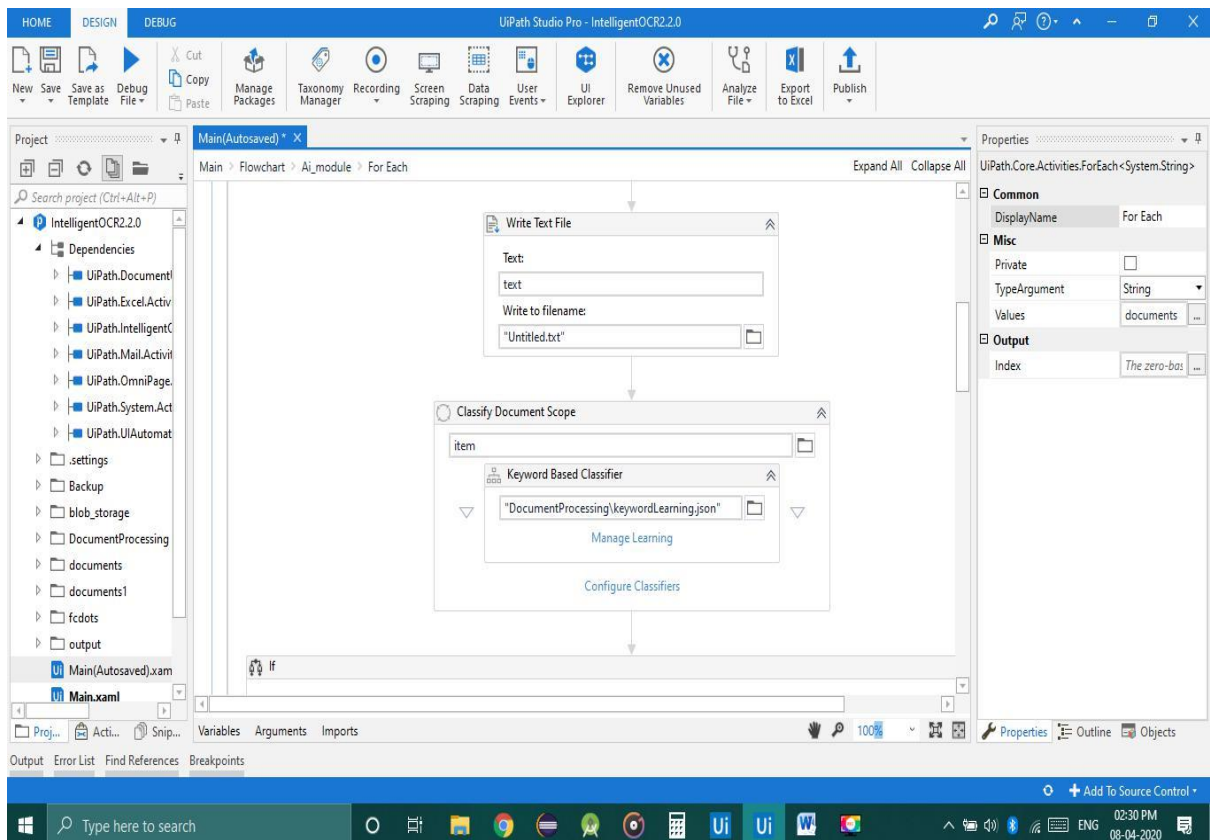 HOME DESIGN DEBUG UiPath Studio Pro - IntelligentOCR2.2.0
New Save Save as Template Debug File Cut Copy Paste Manage Packages Taxonomy Manager Recording Screen Scraping Data Scraping User Events UI Explorer Remove Unused Variables Analyze File Export to Excel Publish
Project
Search project (Ctrl+Alt+P)
IntelligentOCR2.2.0
Dependencies
UiPath.Document
UiPath.Excel.Activ
UiPath.IntelligentC
UiPath.Mail.Activit
UiPath.OmniPage.
UiPath.System.Act
UiPath.UIAutomat
.settings
Backup
blob_storage
DocumentProcessing
documents
documents1
fcdots
output
Main(Autosaved).xam
Main.xaml
Proj... Acti... Snip...
Main(Autosaved) * X
Main > Flowchart > Ai_module > For Each Expand All Collapse All
Write Text File
Text:
text
Write to filename:
"Untitled.txt"
Classify Document Scope
item
Keyword Based Classifier
"DocumentProcessing\keywordLearning.json"
Manage Learning
Configure Classifiers
If
Variables Arguments Imports 100%
Properties
UiPath.Core.Activities.ForEach<System.String>
Common
DisplayName For Each
Misc
Private
TypeArgument String
Values documents ...
Output
Index The zero-bas ...
Properties Outline Objects
Output Error List Find References Breakpoints
Add To Source Control
Type here to search Ui Ui W ENG 02:30 PM
08-04-2020